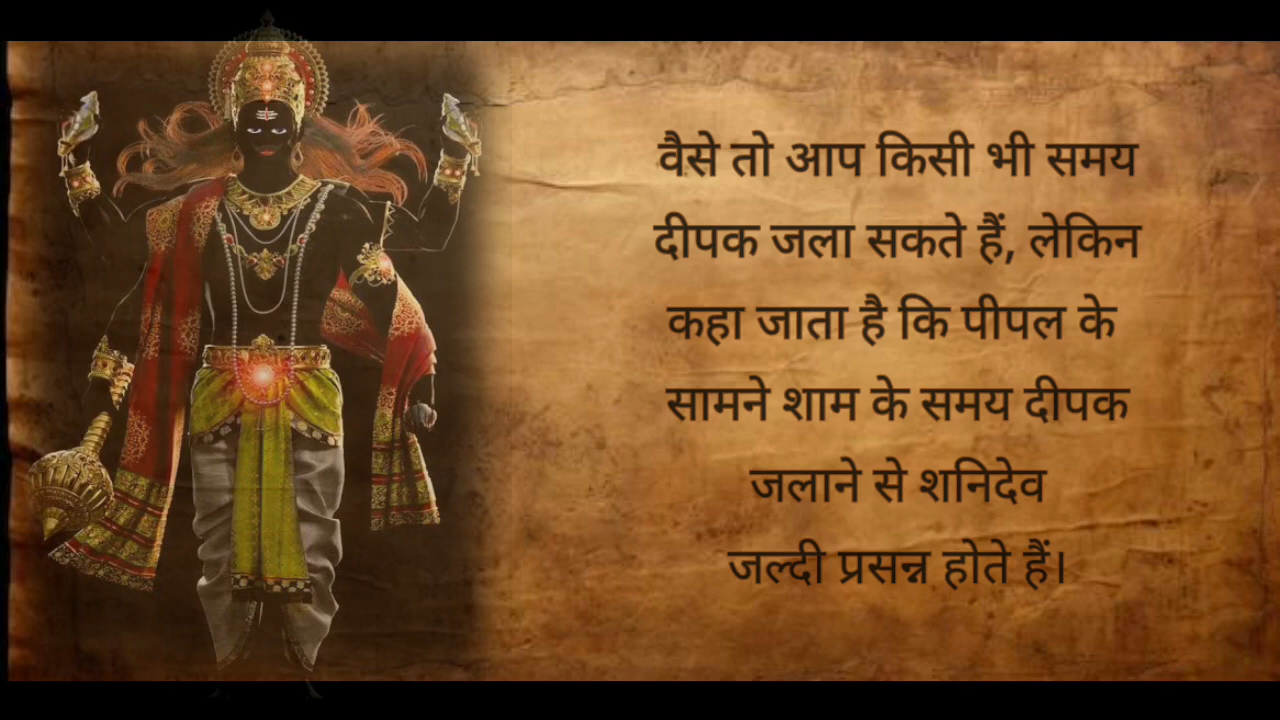 वैसे तो आप किसी भी समय
दीपक जला सकते हैं, लेकिन
कहा जाता है कि पीपल के
सामने शाम के समय दीपक
जलाने से शनिदेव
जल्दी प्रसन्न होते हैं।